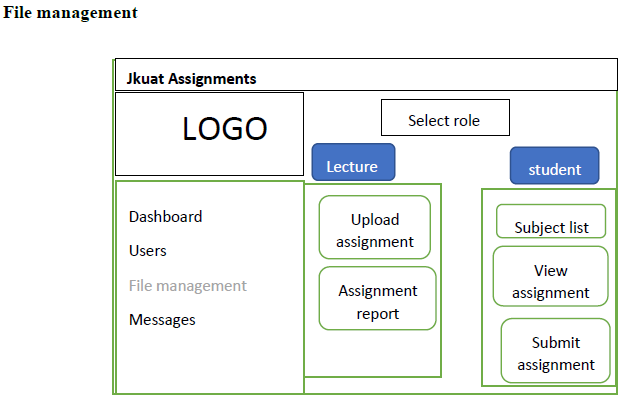 File management
Jkuat Assignments
LOGO
Select role
Lecture
student
Dashboard
Users
File management
Messages
Upload
assignment
Assignment
report
Subject list
View
assignment
Submit
assignment